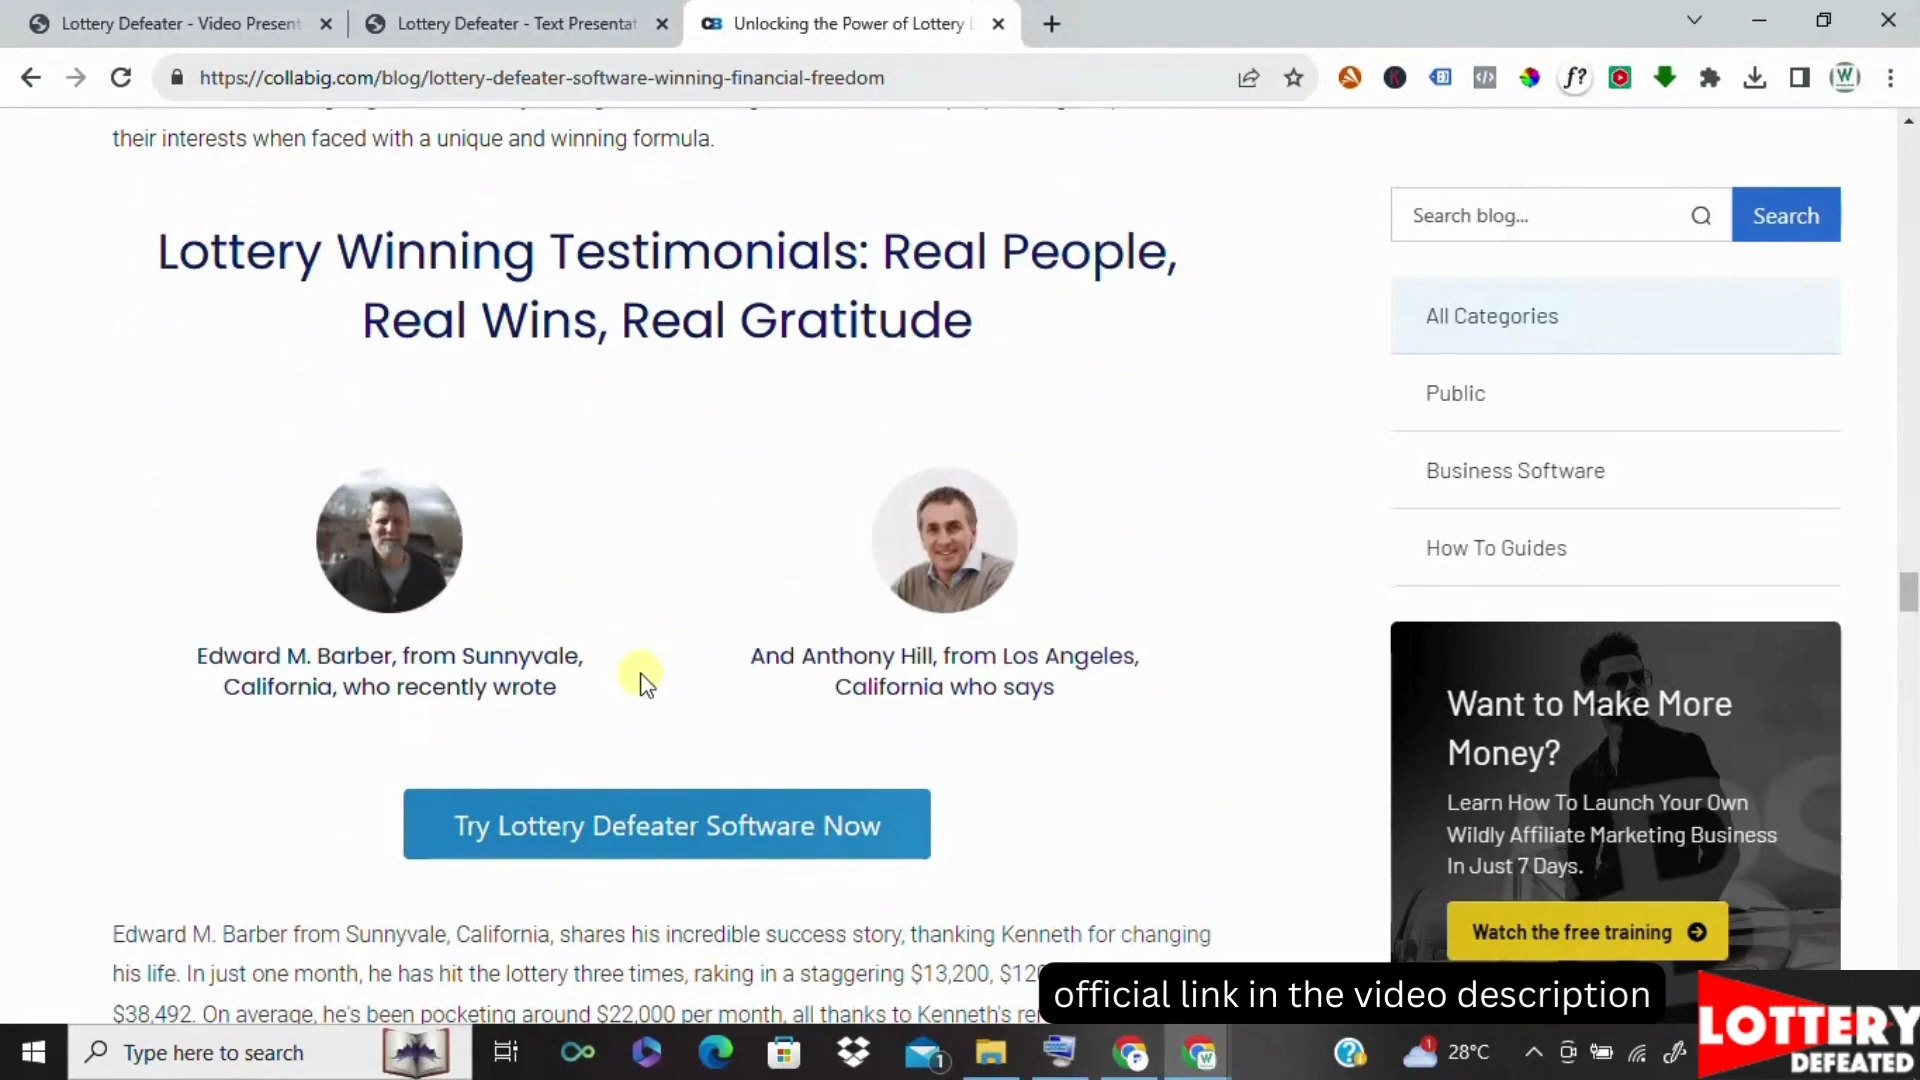 Lottery Defeater - Video Present
Lottery Defeater - Text Presentat
CB Unlocking the Power of Lottery
https://collabig.com/blog/lottery-defeater-software-winning-financial-freedom
their interests when faced with a unique and winning formula.
Lottery Winning Testimonials: Real People,
Real Wins, Real Gratitude
Search blog...
Search
All Categories
Public
Business Software
How To Guides
Edward M. Barber, from Sunnyvale,
California, who recently wrote
And Anthony Hill, from Los Angeles,
California who says
Try Lottery Defeater Software Now
Want to Make More
Money?
Learn How To Launch Your Own
Wildly Affiliate Marketing Business
In Just 7 Days.
Watch the free training
Edward M. Barber from Sunnyvale, California, shares his incredible success story, thanking Kenneth for changing
his life. In just one month, he has hit the lottery three times, raking in a staggering $13,200,
$38,492. On average, he's been pocketing around $22,000 per month, all thanks to Kenneth's
official link in the video description
LOTTERY
DEFEATED
Type here to search
1
1
28°C